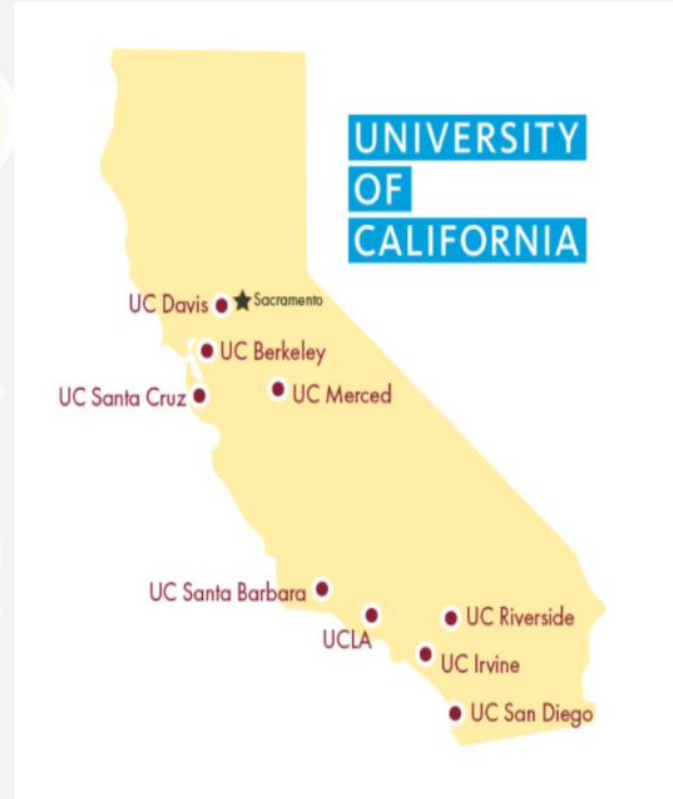 UNIVERSITY
OF
CALIFORNIA
UC Davis
Sacramento
UC Berkeley
UC Santa Cruz
UC Merced
UC Santa Barbara
UCLA
UC Riverside
UC Irvine
UC San Diego